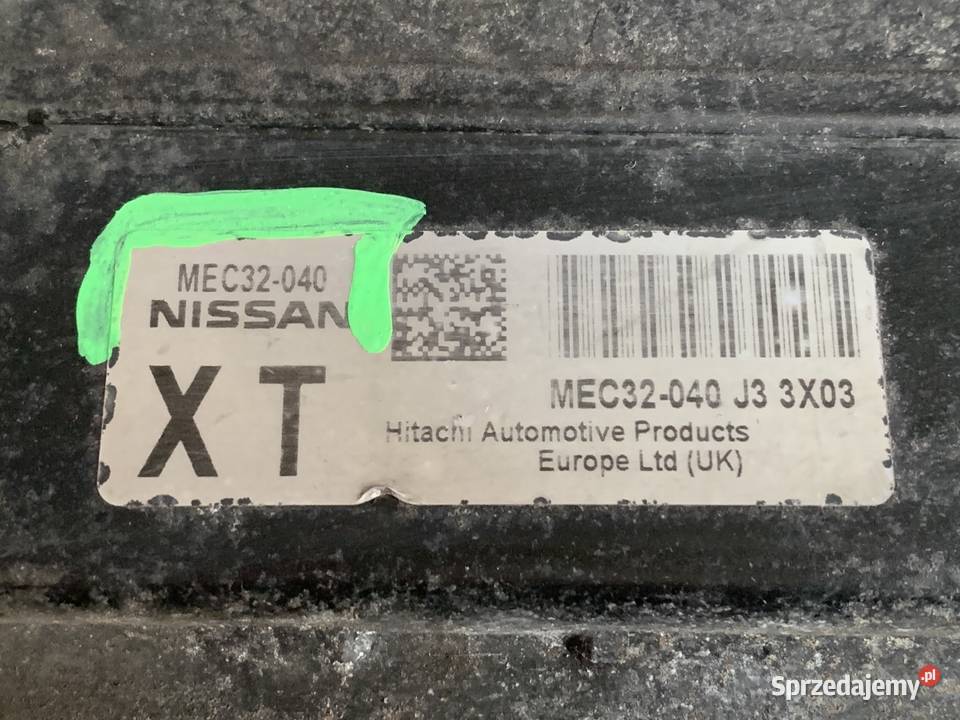 MEC32-040
NISSAN
XT
MEC32-040 J3 3X03
Hitachi Automotive Products
Europe Ltd (UK)
Sprzedajemy.pl